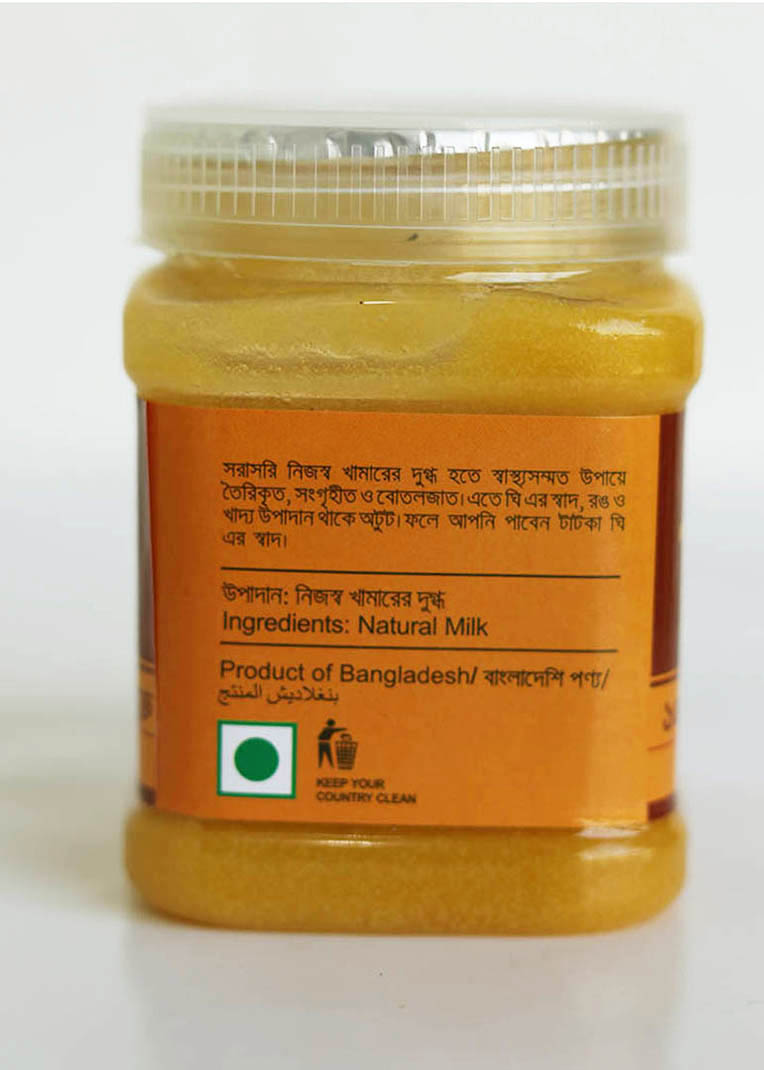 সরাসরি নিজস্ব খামারের দুগ্ধ হতে স্বাস্থ্যসম্মত উপায়ে
তৈরিকৃত, সংগৃহীত ও বোতলজাত। এতে ঘি এর স্বাদ, রঙ ও
খাদ্য উপাদান থাকে অটুট। ফলে আপনি পাবেন টাটকা ঘি
এর স্বাদ।
উপাদান: নিজস্ব খামারের দুগ্ধ
Ingredients: Natural Milk
Product of Bangladesh/ বাংলাদেশি পণ্য/
بنغلاديش المنتج
KEEP YOUR
COUNTRY CLEAN